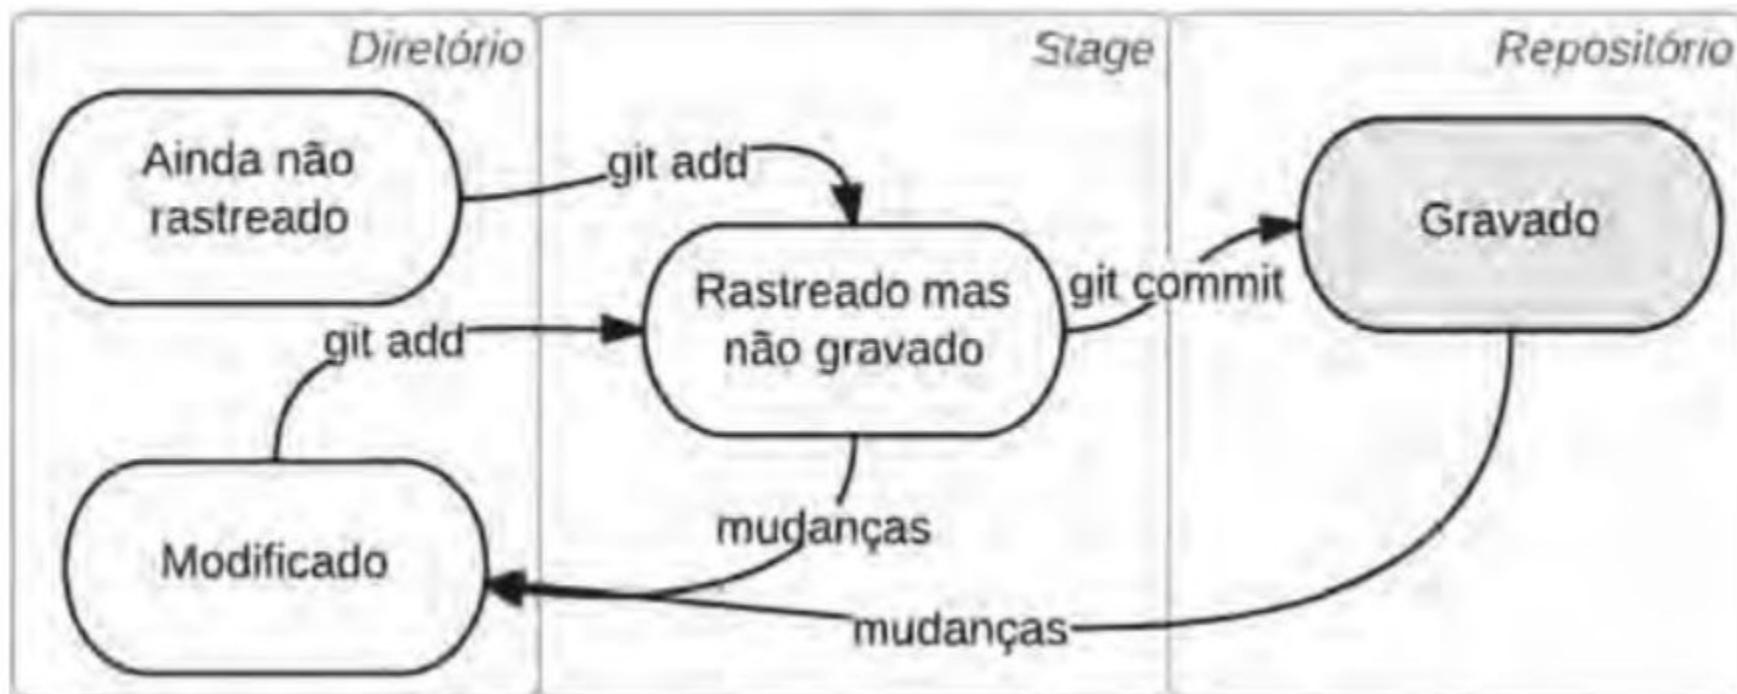 Diretório
Stage
Repositório
Ainda não
rastreado
git add
Gravado
Rastreado mas
não gravado
git commit
git add
Modificado
mudanças
mudanças